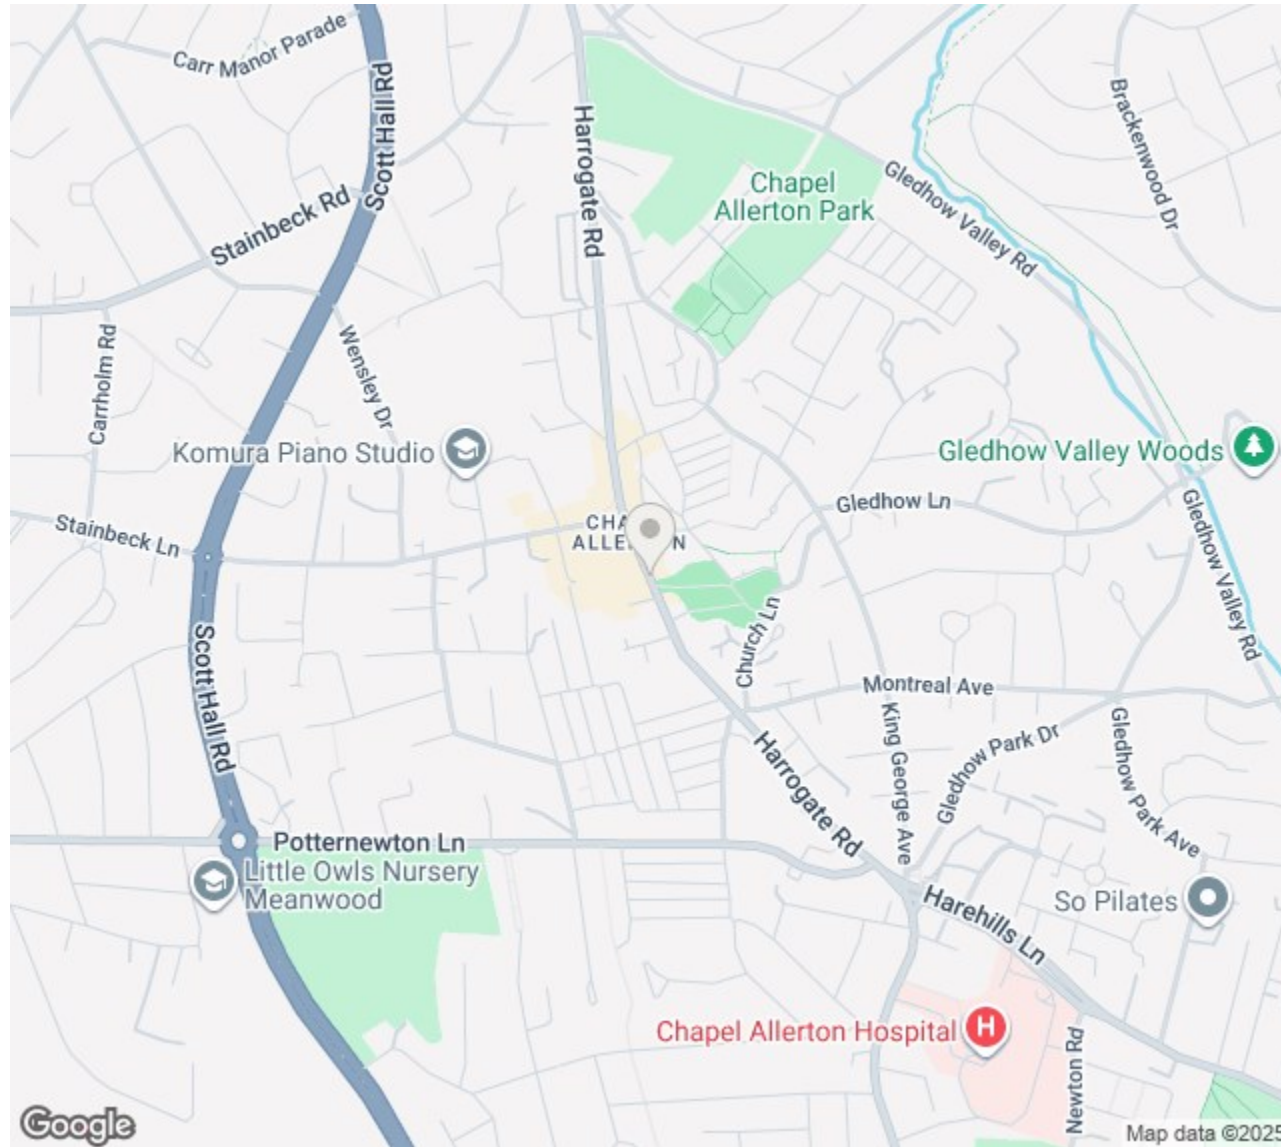 Carr Manor Parade
Scott Hall Rd
Harrogate Rd
Brackenwood Dr
Chapel
Allerton Park
Gledhow Valley Rd
Stainbeck Rd
Carrholm Rd
Wensley Dr
Komura Piano Studio
Gledhow Valley Woods
Gledhow Ln
Stainbeck Ln
Gledhow Valley Rd
Church Ln
Scott Hall Rd
Montreal Ave
King George Ave
Gledhow Park Dr
Gledhow Park Ave
Harrogate Rd
Potternewton Ln
Little Owls Nursery
Meanwood
So Pilates
Harehills Ln
Chapel Allerton Hospital
H
Newton Rd
Google
Map data ©2025